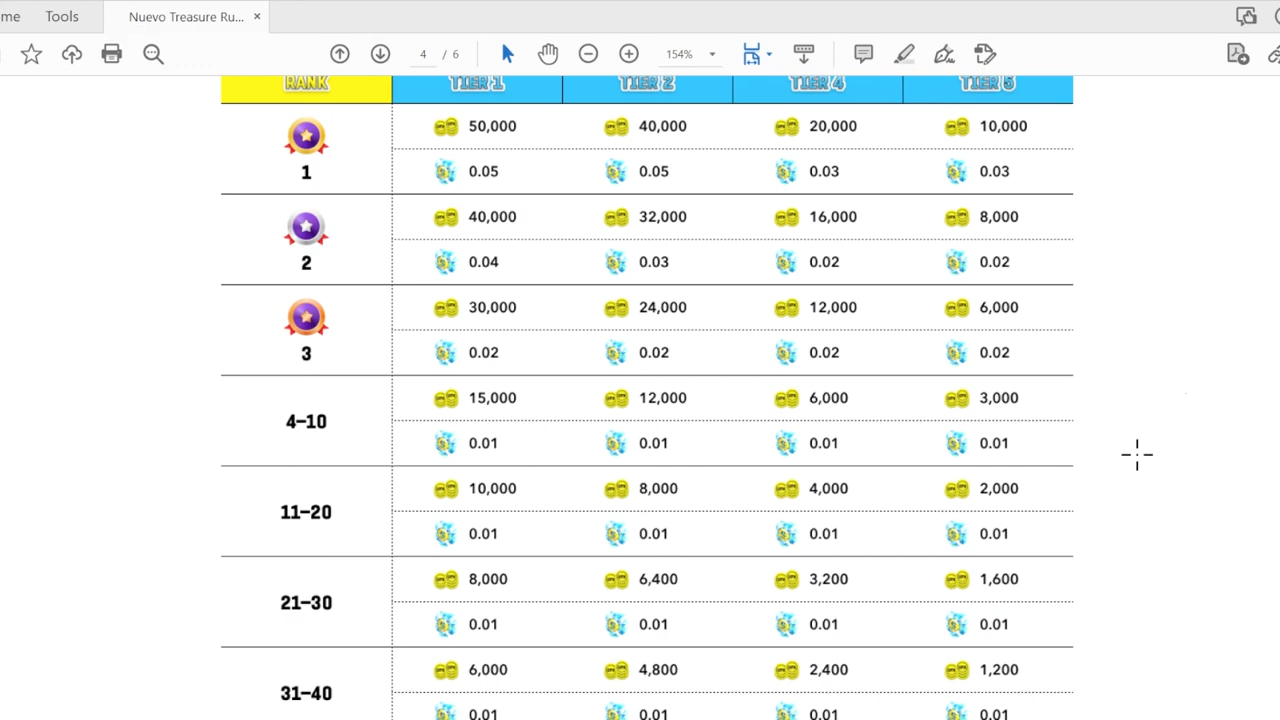 me Tools Nuevo Treasure Ru... ×
4 / 6 154%
RANK TIER 1 TIER 2 TIER 4 TIER 5
50,000 40,000 20,000 10,000
1
0.05 0.05 0.03 0.03
40,000 32,000 16,000 8,000
2
0.04 0.03 0.02 0.02
30,000 24,000 12,000 6,000
3
0.02 0.02 0.02 0.02
15,000 12,000 6,000 3,000
4–10
0.01 0.01 0.01 0.01
10,000 8,000 4,000 2,000
11–20
0.01 0.01 0.01 0.01
8,000 6,400 3,200 1,600
21–30
0.01 0.01 0.01 0.01
6,000 4,800 2,400 1,200
31–40
0.01 0.01 0.01 0.01